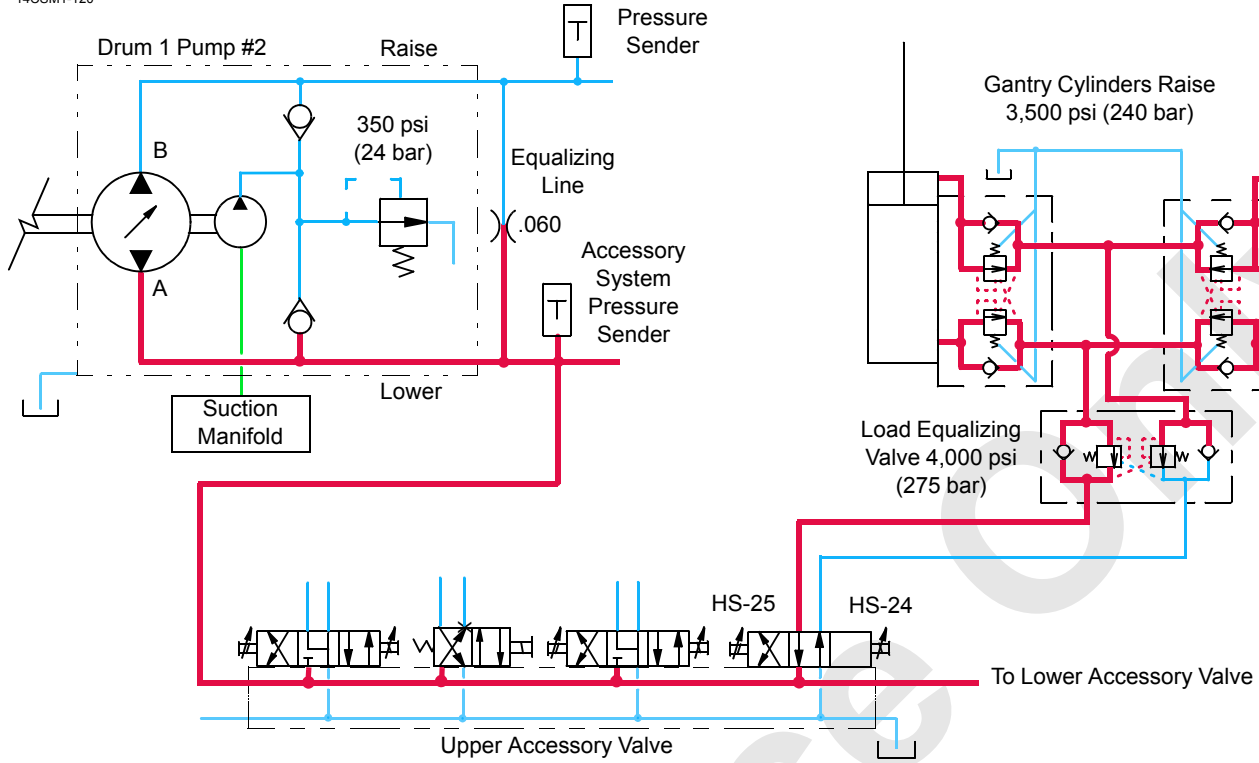 Drum 1 Pump #2
Raise
Pressure
Sender
Gantry Cylinders Raise
3,500 psi (240 bar)
350 psi
(24 bar)
B
A
Equalizing
Line
.060
Accessory
System
Pressure
Sender
Lower
Suction
Manifold
Load Equalizing
Valve 4,000 psi
(275 bar)
HS-25
HS-24
To Lower Accessory Valve
Upper Accessory Valve